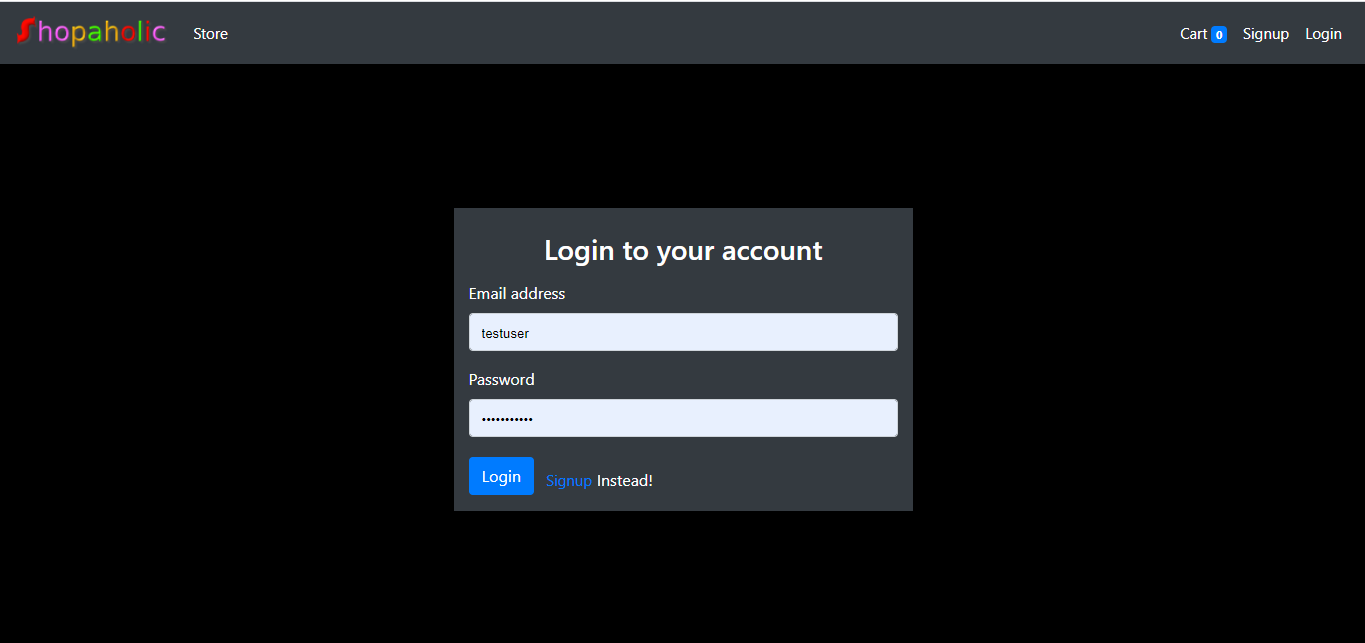 Shopaholic Store Cart 0 Signup Login
Login to your account
Email address
testuser
Password
•••••••••••
Login Signup Instead!